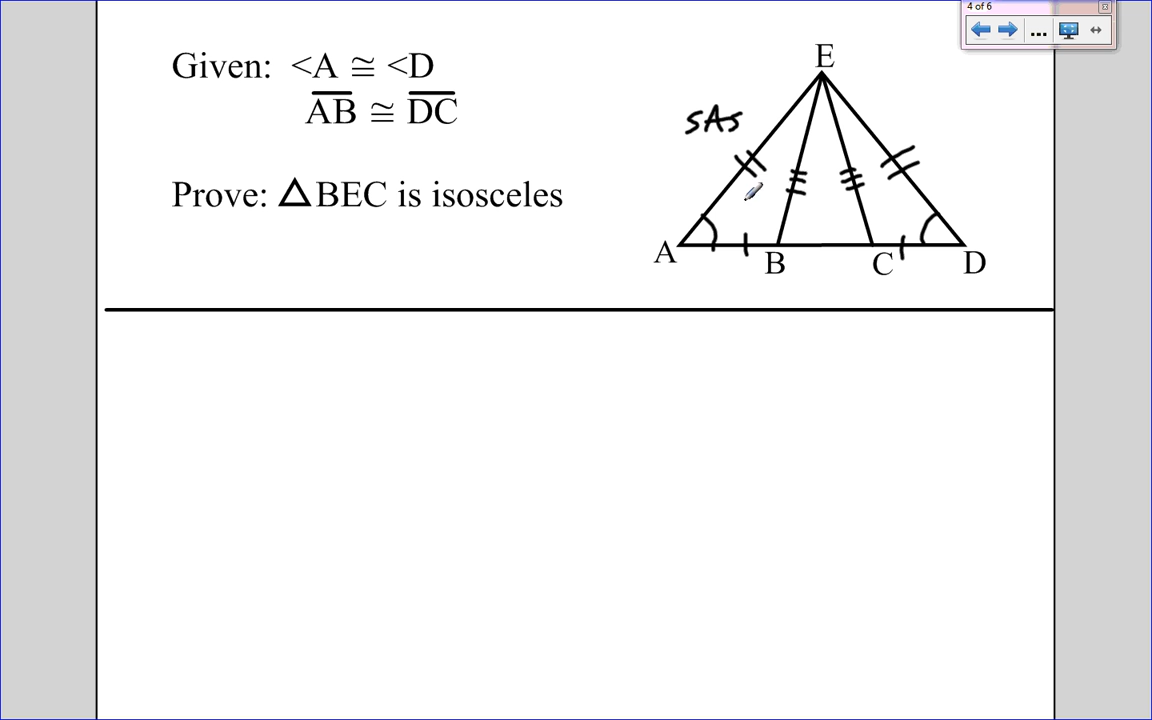 4 of 6
Given: <A ≅ <D
AB ≅ DC
Prove: △BEC is isosceles
E
SAS
A
B
C
D